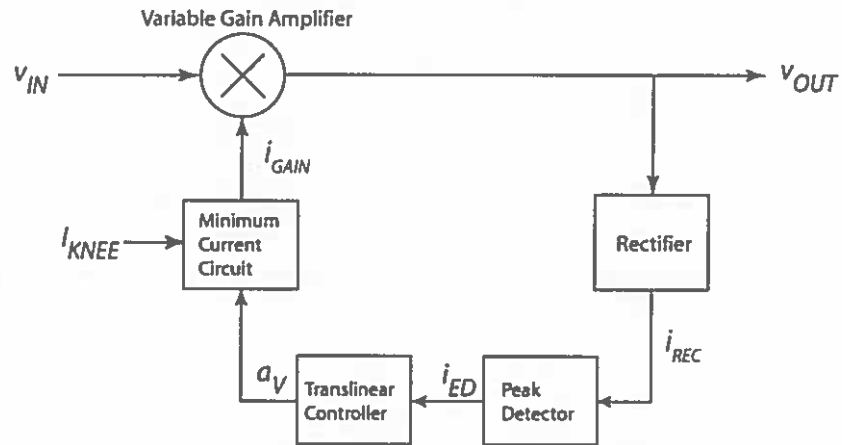 Variable Gain Amplifier
v_IN
v_OUT
i_GAIN
Minimum
Current
Circuit
I_KNEE
Rectifier
i_REC
a_V
Translinear
Controller
i_ED
Peak
Detector